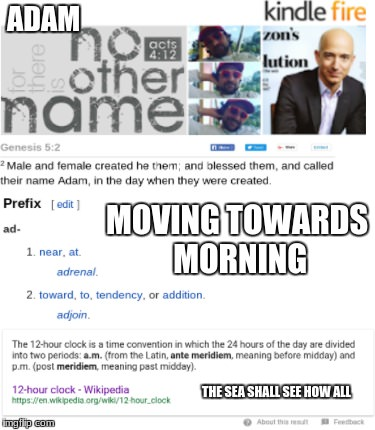 ADAM
kindle fire
for there is no other name
acts 4:12
zon's
lution
Genesis 5:2
Share
2 Male and female created he them; and blessed them, and called
their name Adam, in the day when they were created.
Prefix [ edit ]
ad-
MOVING TOWARDS
MORNING
1. near, at.
adrenal.
2. toward, to, tendency, or addition.
adjoin.
The 12-hour clock is a time convention in which the 24 hours of the day are divided
into two periods: a.m. (from the Latin, ante meridiem, meaning before midday) and
p.m. (post meridiem, meaning past midday).
12-hour clock - Wikipedia
https://en.wikipedia.org/wiki/12-hour_clock
THE SEA SHALL SEE HOW ALL
About this result Feedback
imgflip.com